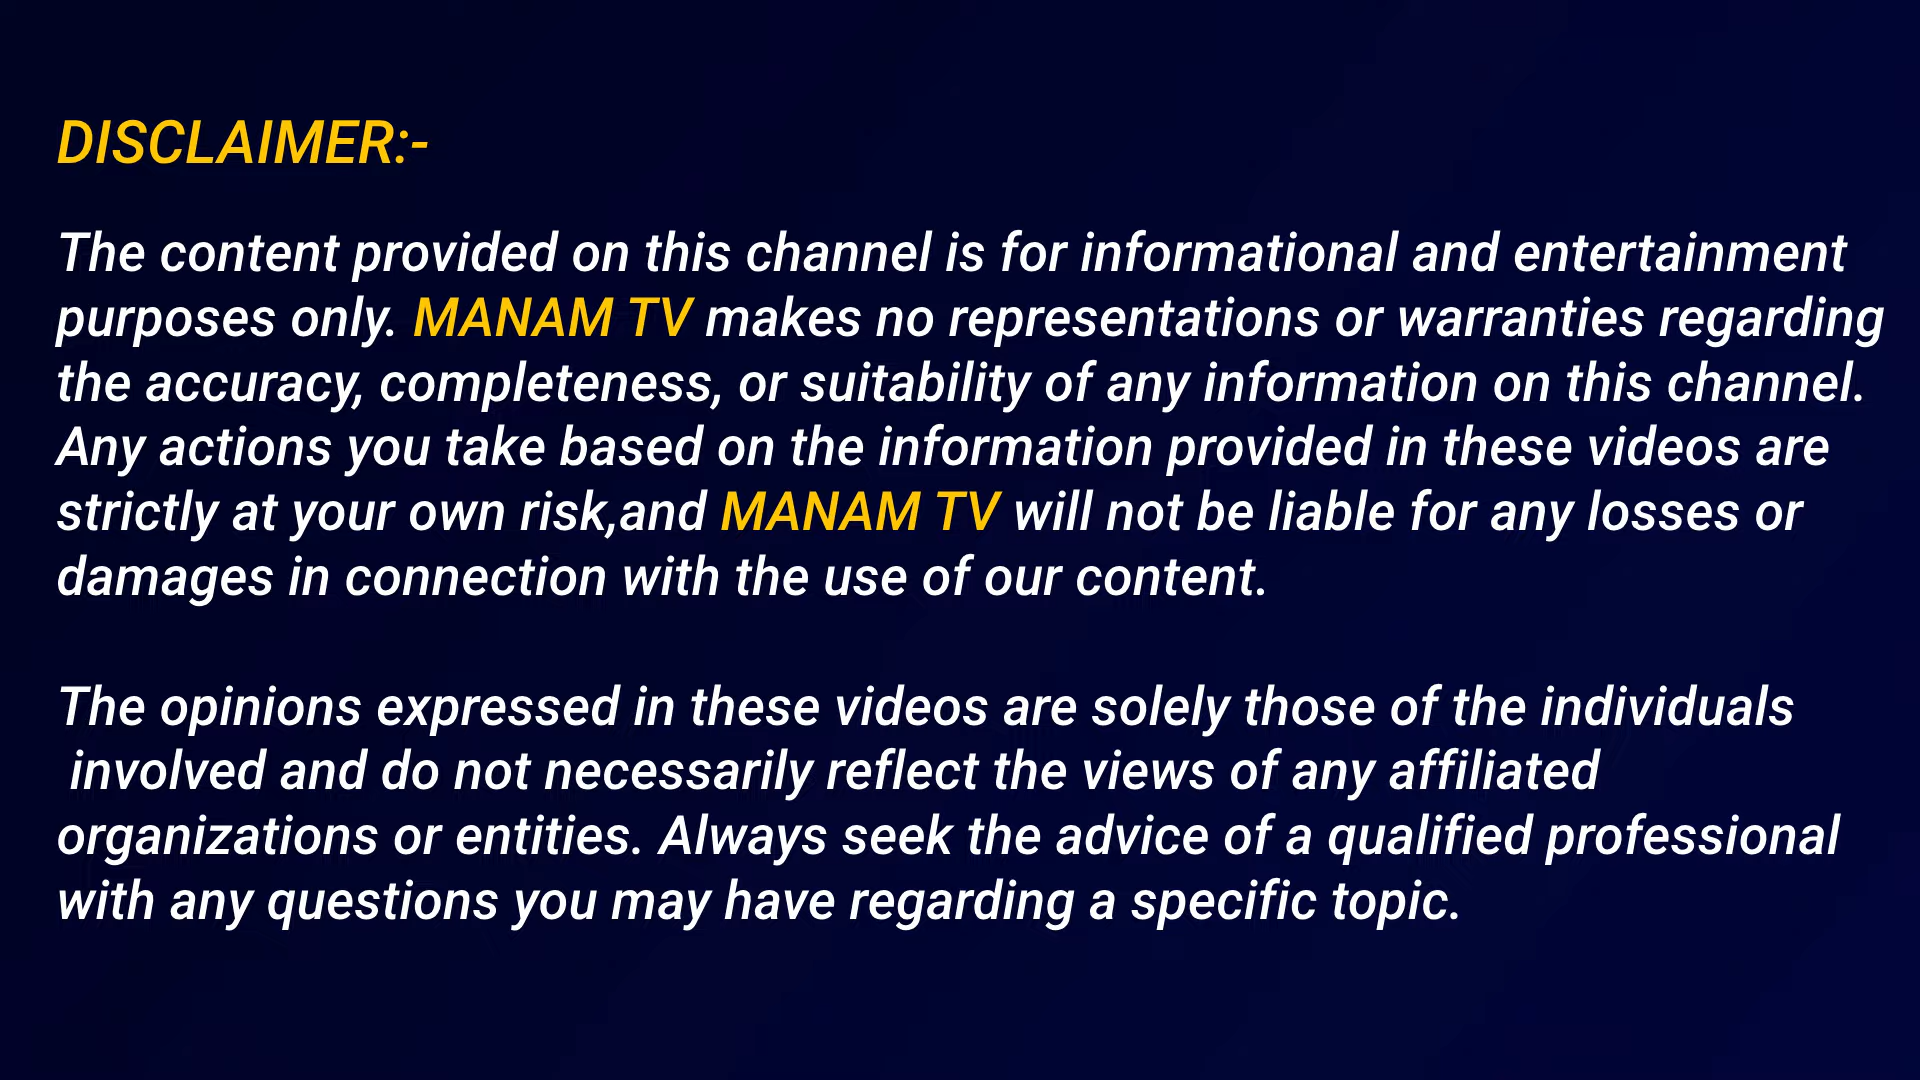 DISCLAIMER:-
The content provided on this channel is for informational and entertainment
purposes only. MANAM TV makes no representations or warranties regarding
the accuracy, completeness, or suitability of any information on this channel.
Any actions you take based on the information provided in these videos are
strictly at your own risk,and MANAM TV will not be liable for any losses or
damages in connection with the use of our content.
The opinions expressed in these videos are solely those of the individuals
involved and do not necessarily reflect the views of any affiliated
organizations or entities. Always seek the advice of a qualified professional
with any questions you may have regarding a specific topic.